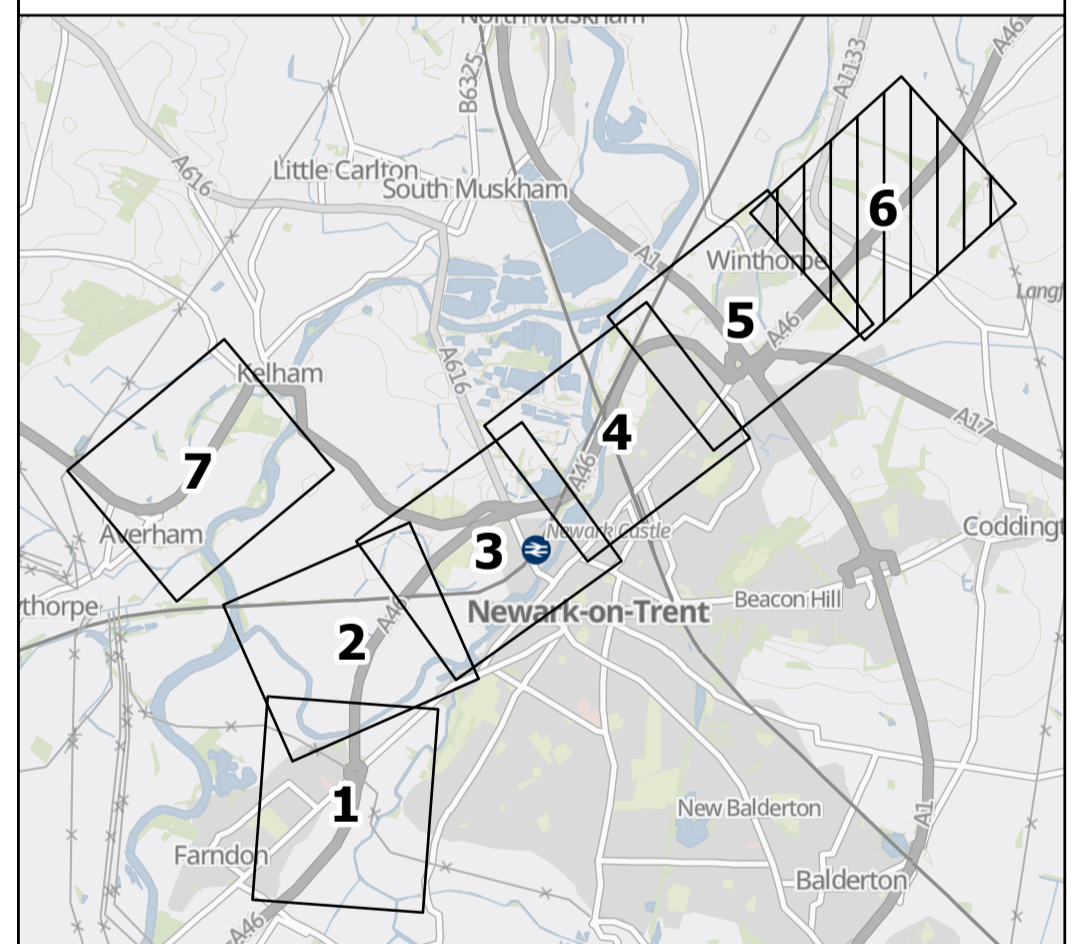 North Muskham
A46
A1133
B6325
A616
Little Carlton
South Muskham
6
A1
Winthorpe
Langf
5
A46
Kelham
A616
A17
4
7
A46
Averham
Newark Castle
Coddingt
3
thorpe
A46
Newark-on-Trent
Beacon Hill
2
1
New Balderton
A1
Farndon
Balderton
A46